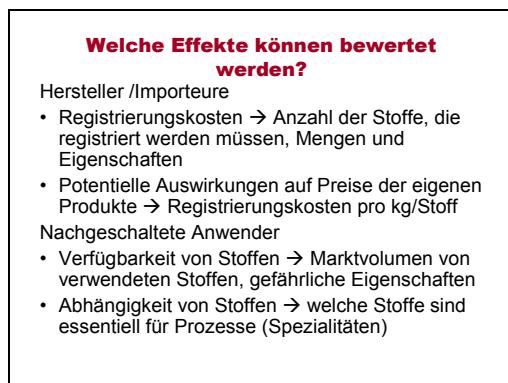 Welche Effekte können bewertet
werden?
Hersteller /Importeure
• Registrierungskosten → Anzahl der Stoffe, die
registriert werden müssen, Mengen und
Eigenschaften
• Potentielle Auswirkungen auf Preise der eigenen
Produkte → Registrierungskosten pro kg/Stoff
Nachgeschaltete Anwender
• Verfügbarkeit von Stoffen → Marktvolumen von
verwendeten Stoffen, gefährliche Eigenschaften
• Abhängigkeit von Stoffen → welche Stoffe sind
essentiell für Prozesse (Spezialitäten)